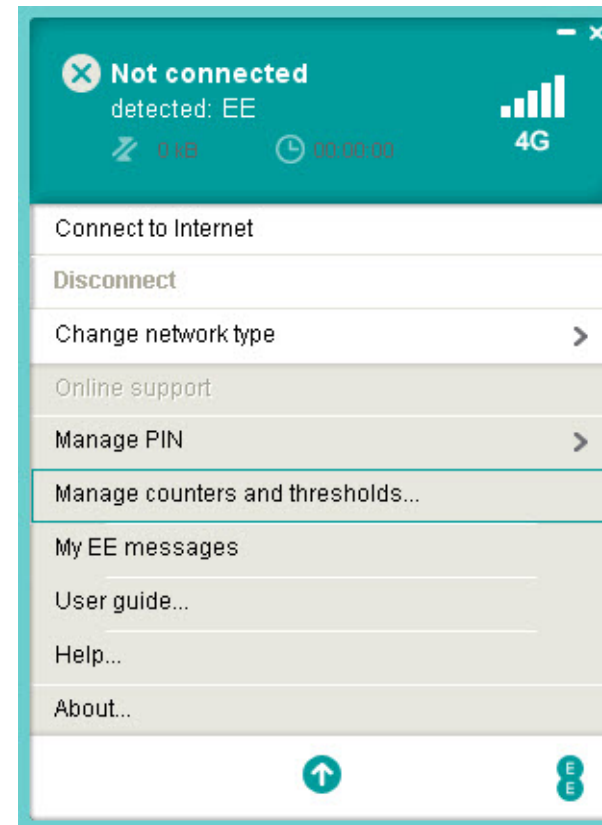 Not connected
detected: EE
0 kB 00:00:00
4G
Connect to Internet
Disconnect
Change network type
Online support
Manage PIN
Manage counters and thresholds...
My EE messages
User guide...
Help...
About...
E
E